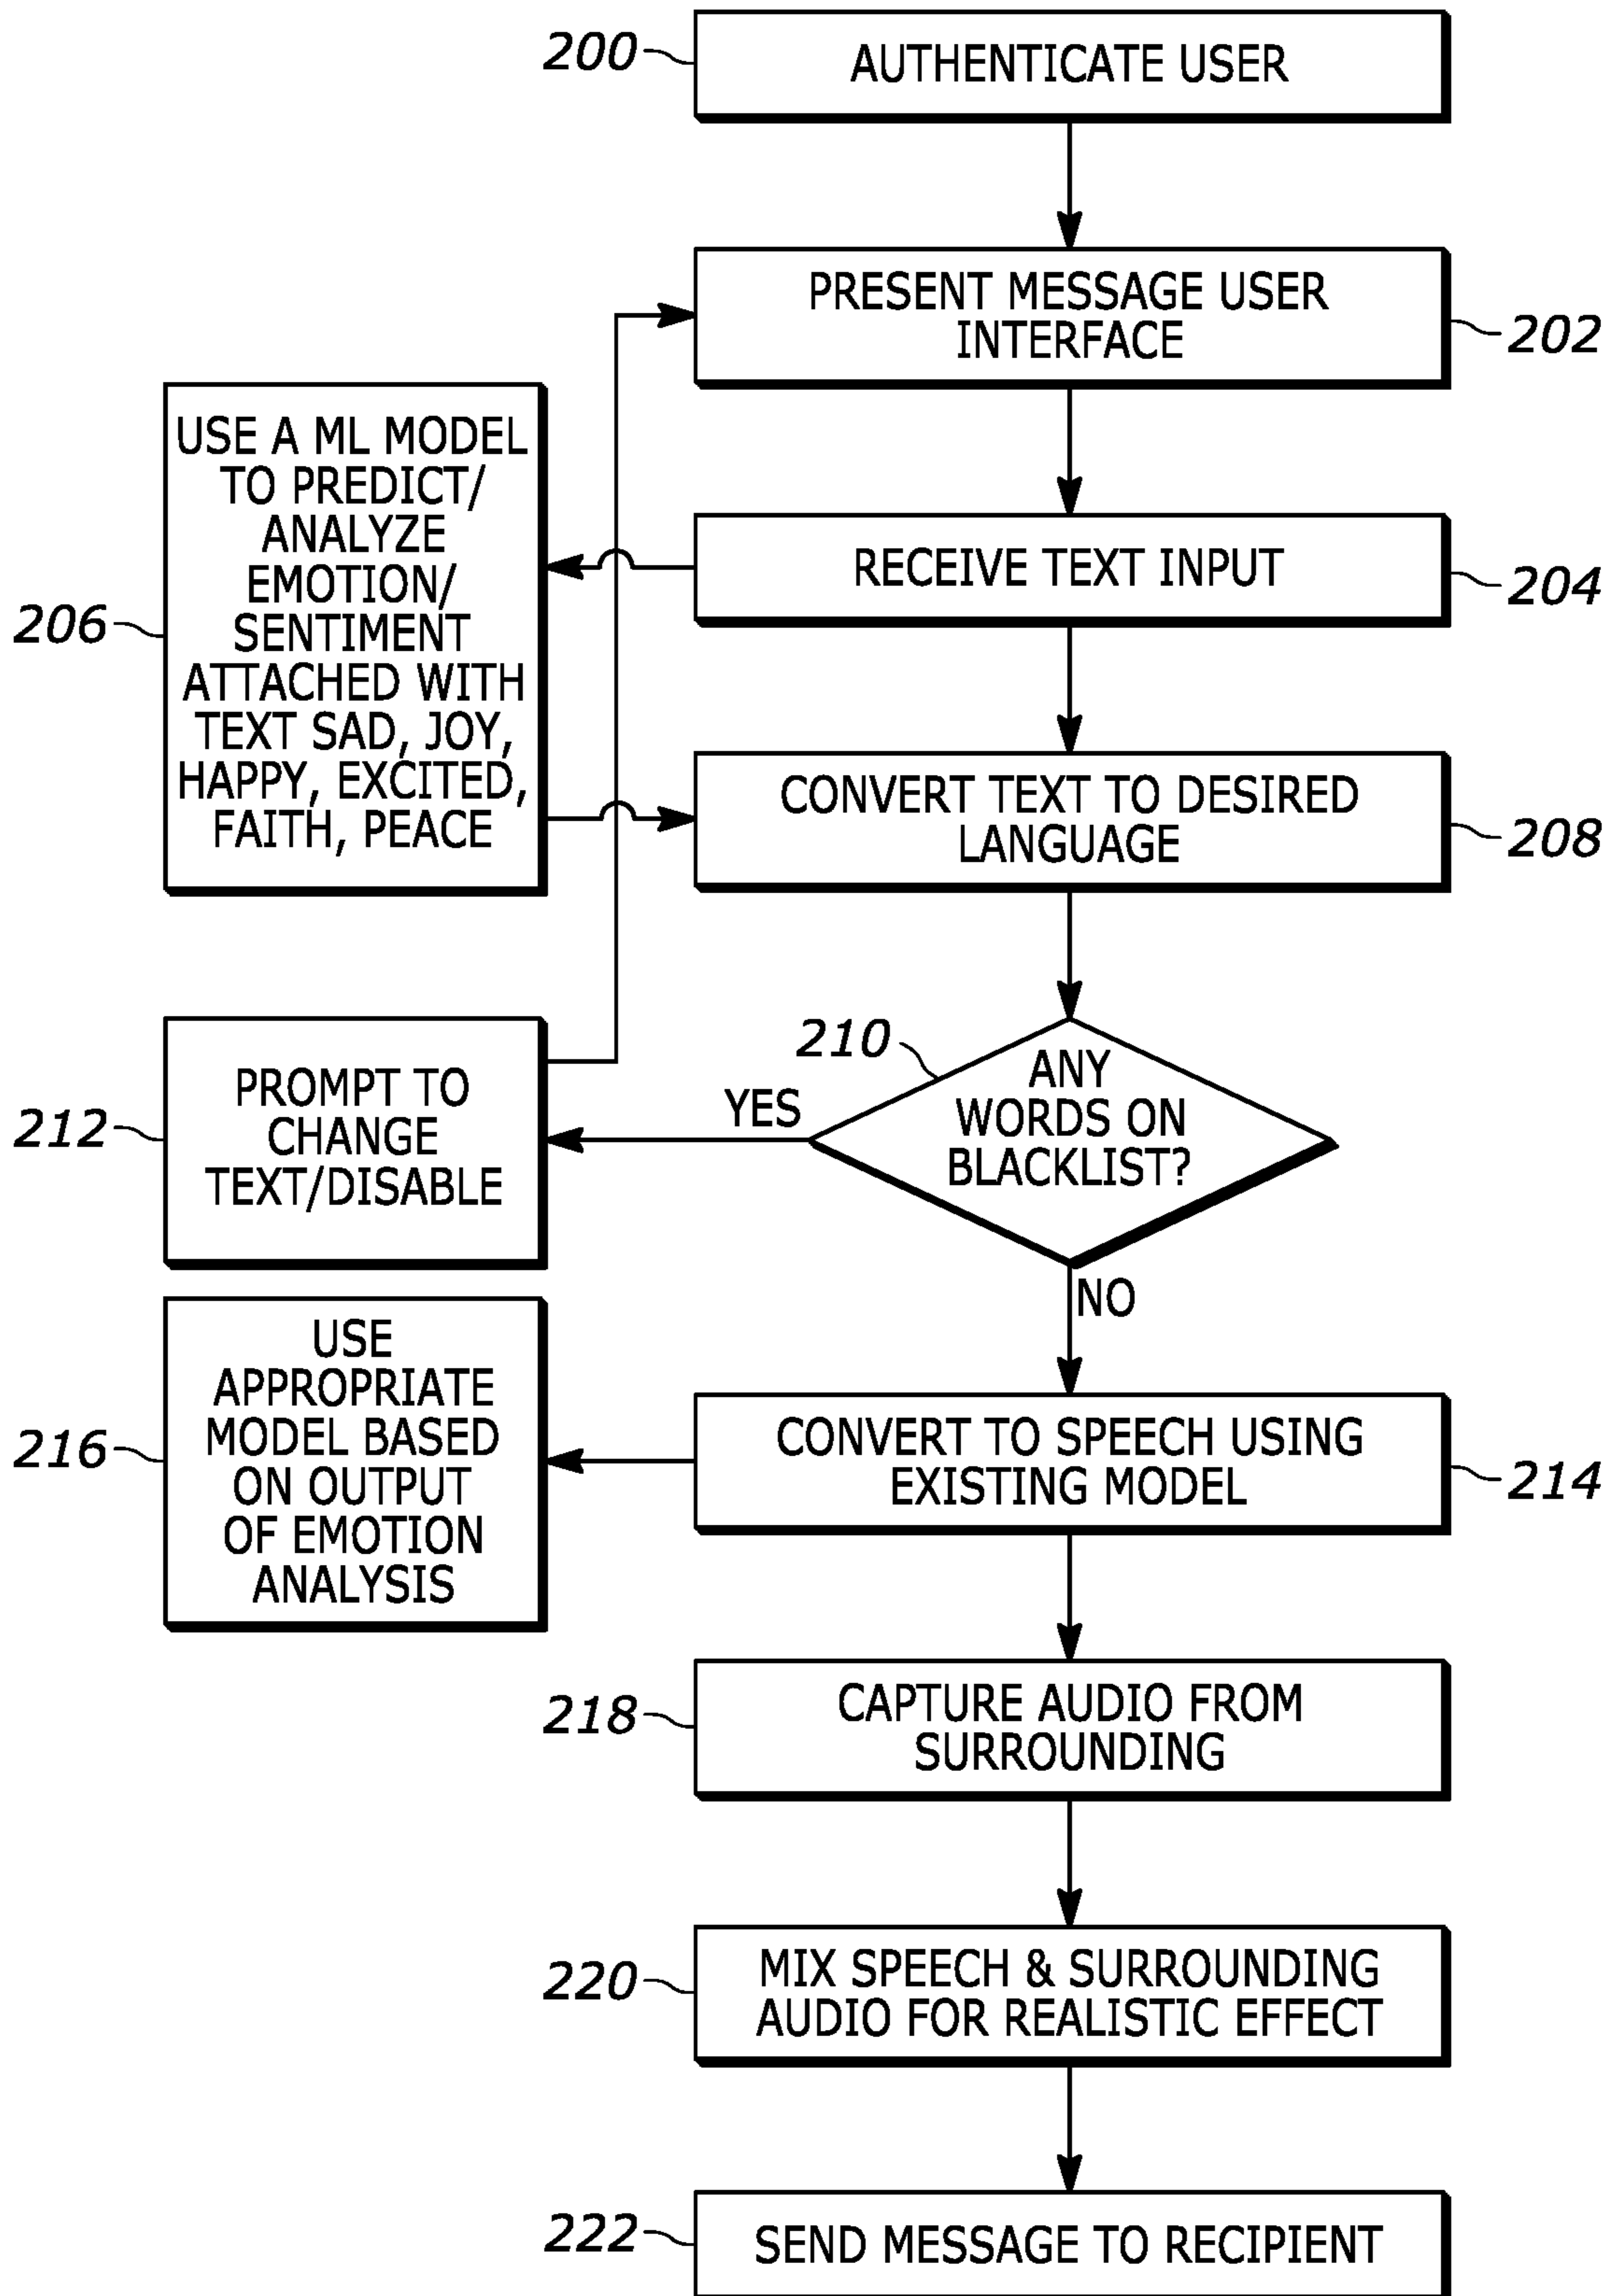 200
AUTHENTICATE USER
PRESENT MESSAGE USER
INTERFACE
202
USE A ML MODEL
TO PREDICT/
ANALYZE
EMOTION/
SENTIMENT
ATTACHED WITH
TEXT SAD, JOY,
HAPPY, EXCITED,
FAITH, PEACE
206
RECEIVE TEXT INPUT
204
CONVERT TEXT TO DESIRED
LANGUAGE
208
210
ANY
WORDS ON
BLACKLIST?
YES
NO
212
PROMPT TO
CHANGE
TEXT/DISABLE
216
USE
APPROPRIATE
MODEL BASED
ON OUTPUT
OF EMOTION
ANALYSIS
CONVERT TO SPEECH USING
EXISTING MODEL
214
218
CAPTURE AUDIO FROM
SURROUNDING
220
MIX SPEECH & SURROUNDING
AUDIO FOR REALISTIC EFFECT
222
SEND MESSAGE TO RECIPIENT